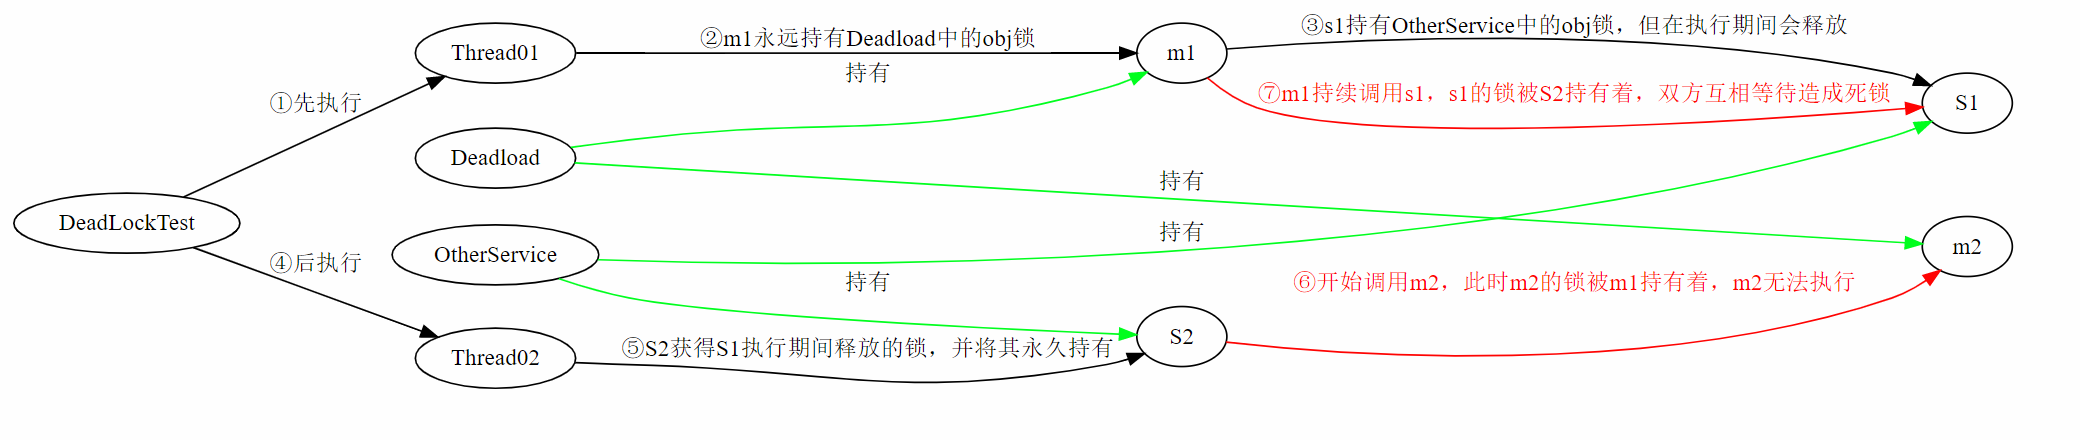 ③s1持有OtherService中的obj锁，但在执行期间会释放
②m1永远持有Deadload中的obj锁
Thread01
m1
持有
⑦m1持续调用s1，s1的锁被S2持有着，双方互相等待造成死锁
S1
①先执行
Deadload
持有
DeadLockTest
持有
m2
OtherService
④后执行
持有
⑥开始调用m2，此时m2的锁被m1持有着，m2无法执行
S2
⑤S2获得S1执行期间释放的锁，并将其永久持有
Thread02